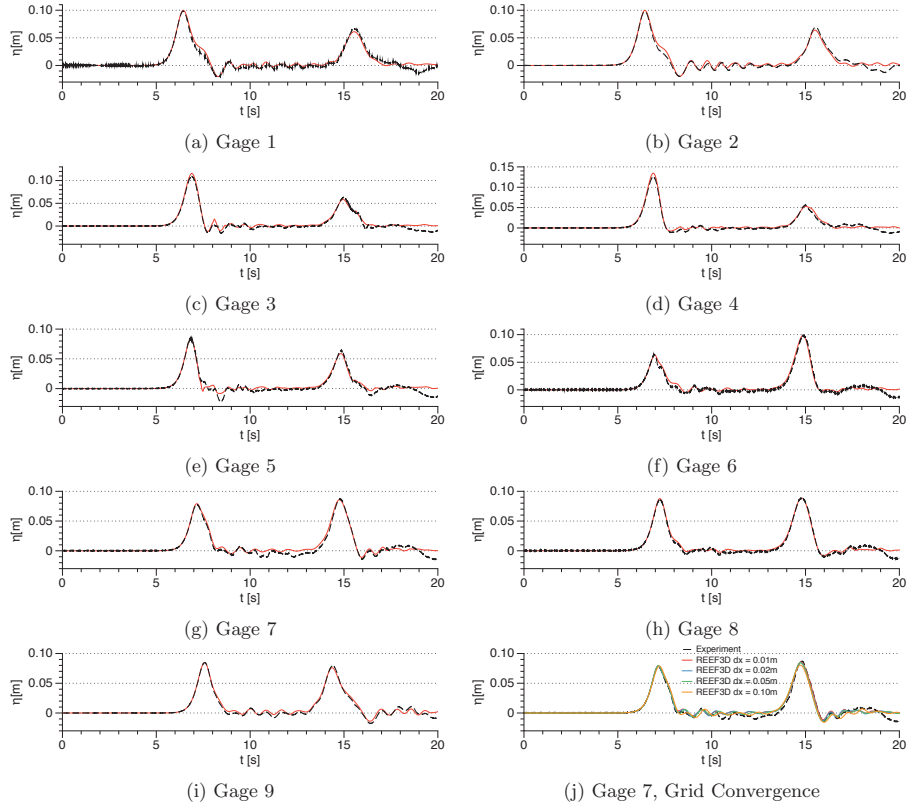 η[m]
0.10
0.05
0
0 5 10 15 20
t [s]
(a) Gage 1
η[m]
0.10
0.05
0
0 5 10 15 20
t [s]
(b) Gage 2
η[m]
0.10
0.05
0
0 5 10 15 20
t [s]
(c) Gage 3
η[m]
0.15
0.10
0.05
0
0 5 10 15 20
t [s]
(d) Gage 4
η[m]
0.10
0.05
0
0 5 10 15 20
t [s]
(e) Gage 5
η[m]
0.10
0.05
0
0 5 10 15 20
t [s]
(f) Gage 6
η[m]
0.10
0.05
0
0 5 10 15 20
t [s]
(g) Gage 7
η[m]
0.10
0.05
0
0 5 10 15 20
t [s]
(h) Gage 8
η[m]
0.10
0.05
0
0 5 10 15 20
t [s]
(i) Gage 9
Experiment
REEF3D dx = 0.01m
REEF3D dx = 0.02m
REEF3D dx = 0.05m
REEF3D dx = 0.10m
η[m]
0.10
0.05
0
0 5 10 15 20
t [s]
(j) Gage 7, Grid Convergence